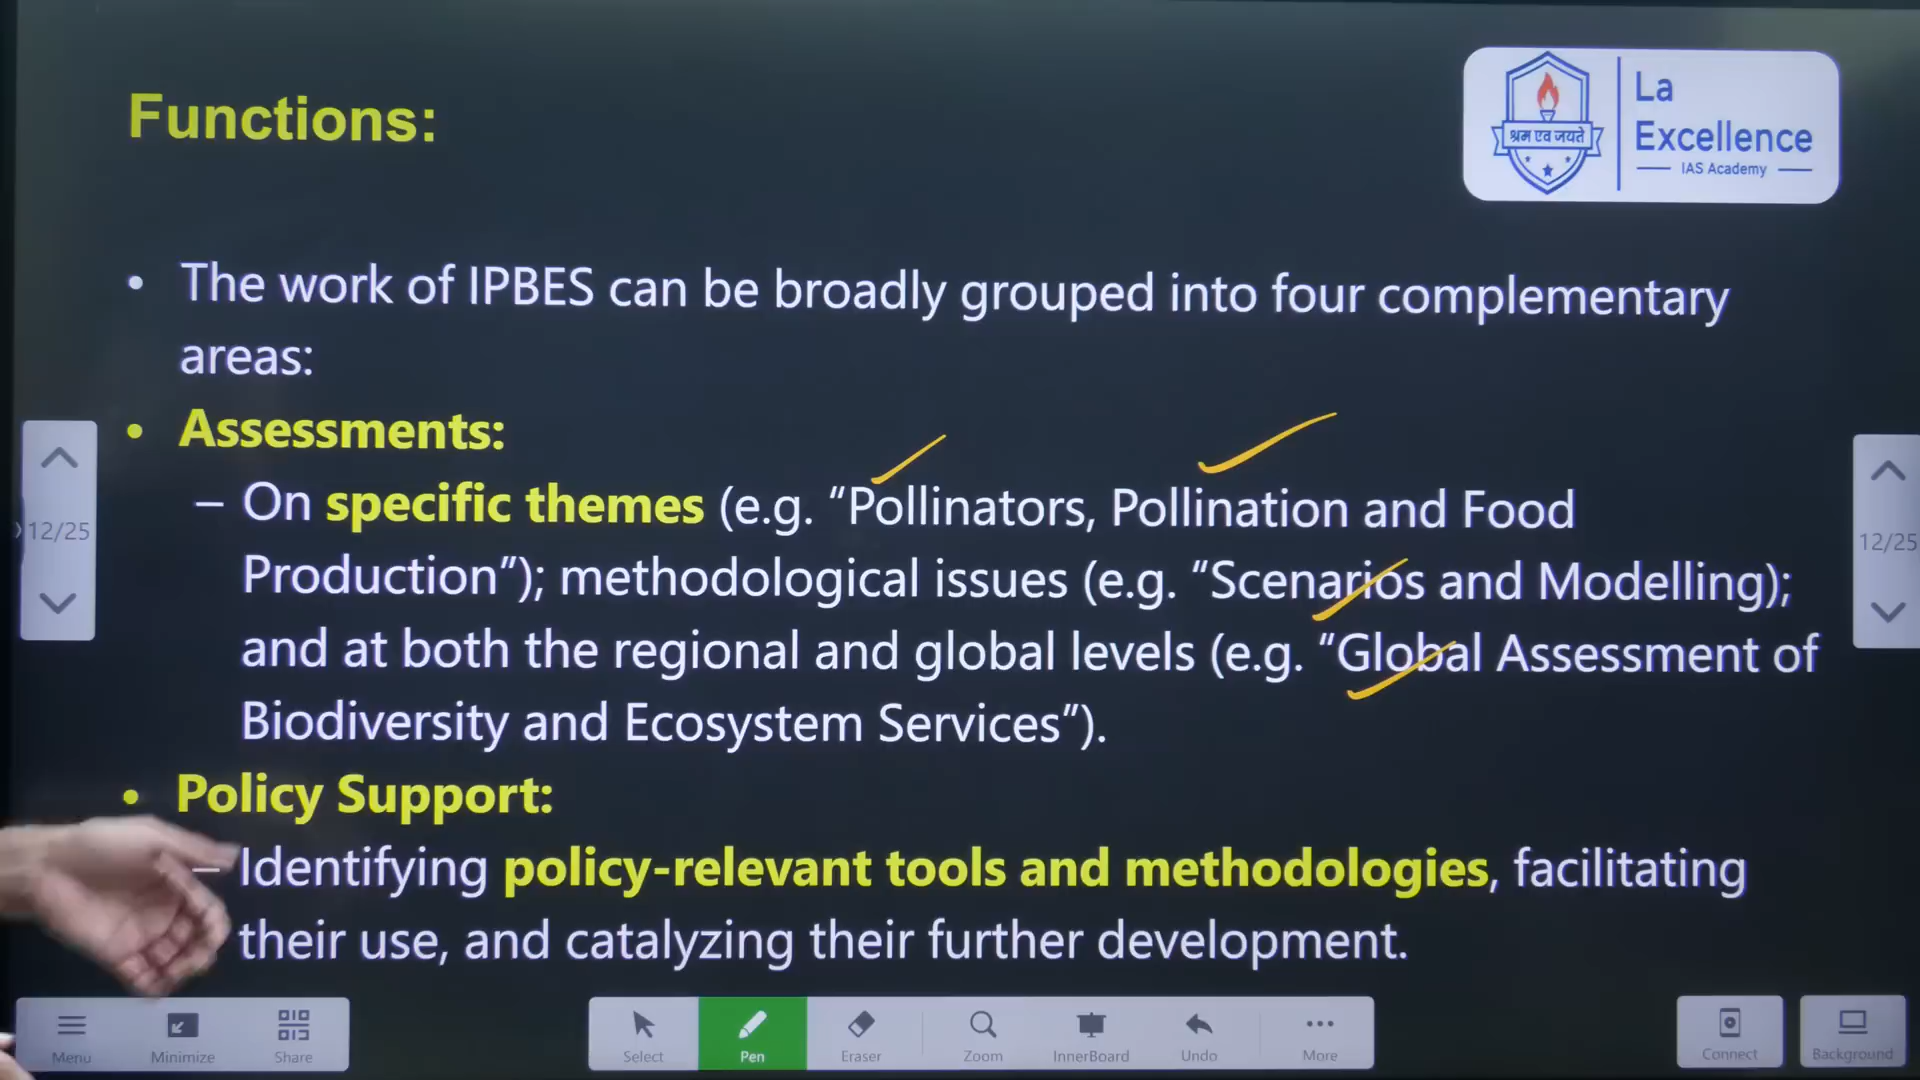 Functions:
श्रम एव जयते
La
Excellence
IAS Academy
• The work of IPBES can be broadly grouped into four complementary
areas:
• Assessments:
– On specific themes (e.g. “Pollinators, Pollination and Food
Production”); methodological issues (e.g. “Scenarios and Modelling);
and at both the regional and global levels (e.g. “Global Assessment of
Biodiversity and Ecosystem Services”).
• Policy Support:
– Identifying policy-relevant tools and methodologies, facilitating
their use, and catalyzing their further development.
12/25
12/25
Menu
Minimize
Share
Select
Pen
Eraser
Zoom
InnerBoard
Undo
More
Connect
Background